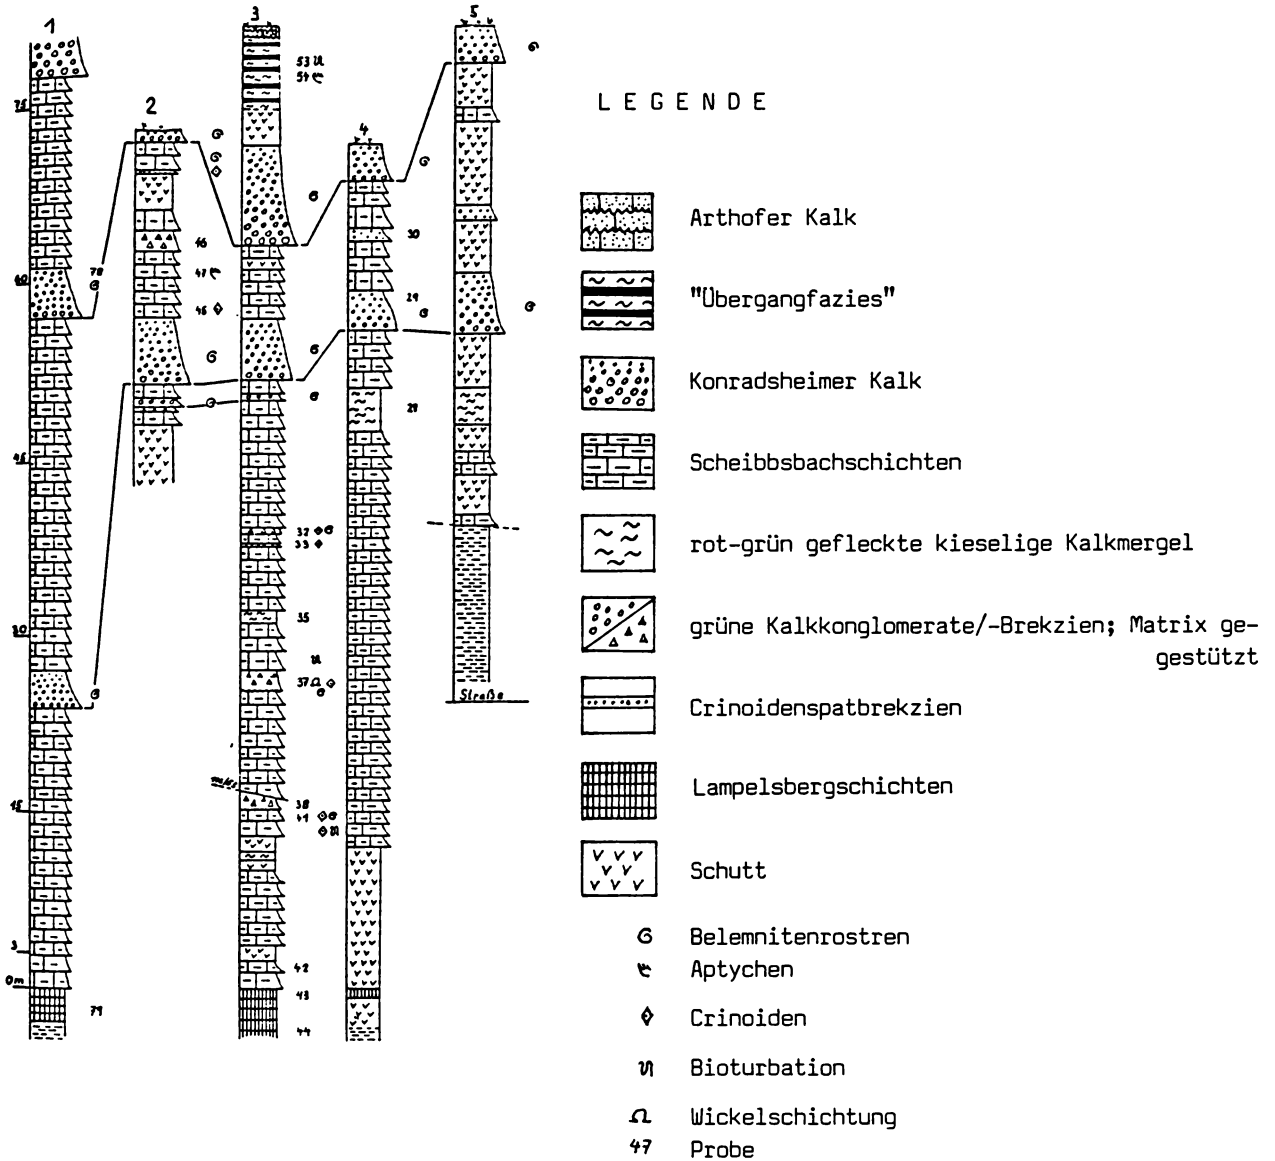 1
2
3
4
5
75
60
45
30
15
3
0m
78
79
46
47
48
53
54
32
33
35
37
38
41
42
43
44
30
29
21
Straße
LEGENDE
Arthofer Kalk
"Übergangfazies"
Konradsheimer Kalk
Scheibbsbachschichten
rot-grün gefleckte kieselige Kalkmergel
grüne Kalkkonglomerate/-Brekzien; Matrix ge-
gestützt
Crinoidenspatbrekzien
Lampelsbergschichten
Schutt
Belemnitenrostren
Aptychen
Crinoiden
Bioturbation
Wickelschichtung
47 Probe